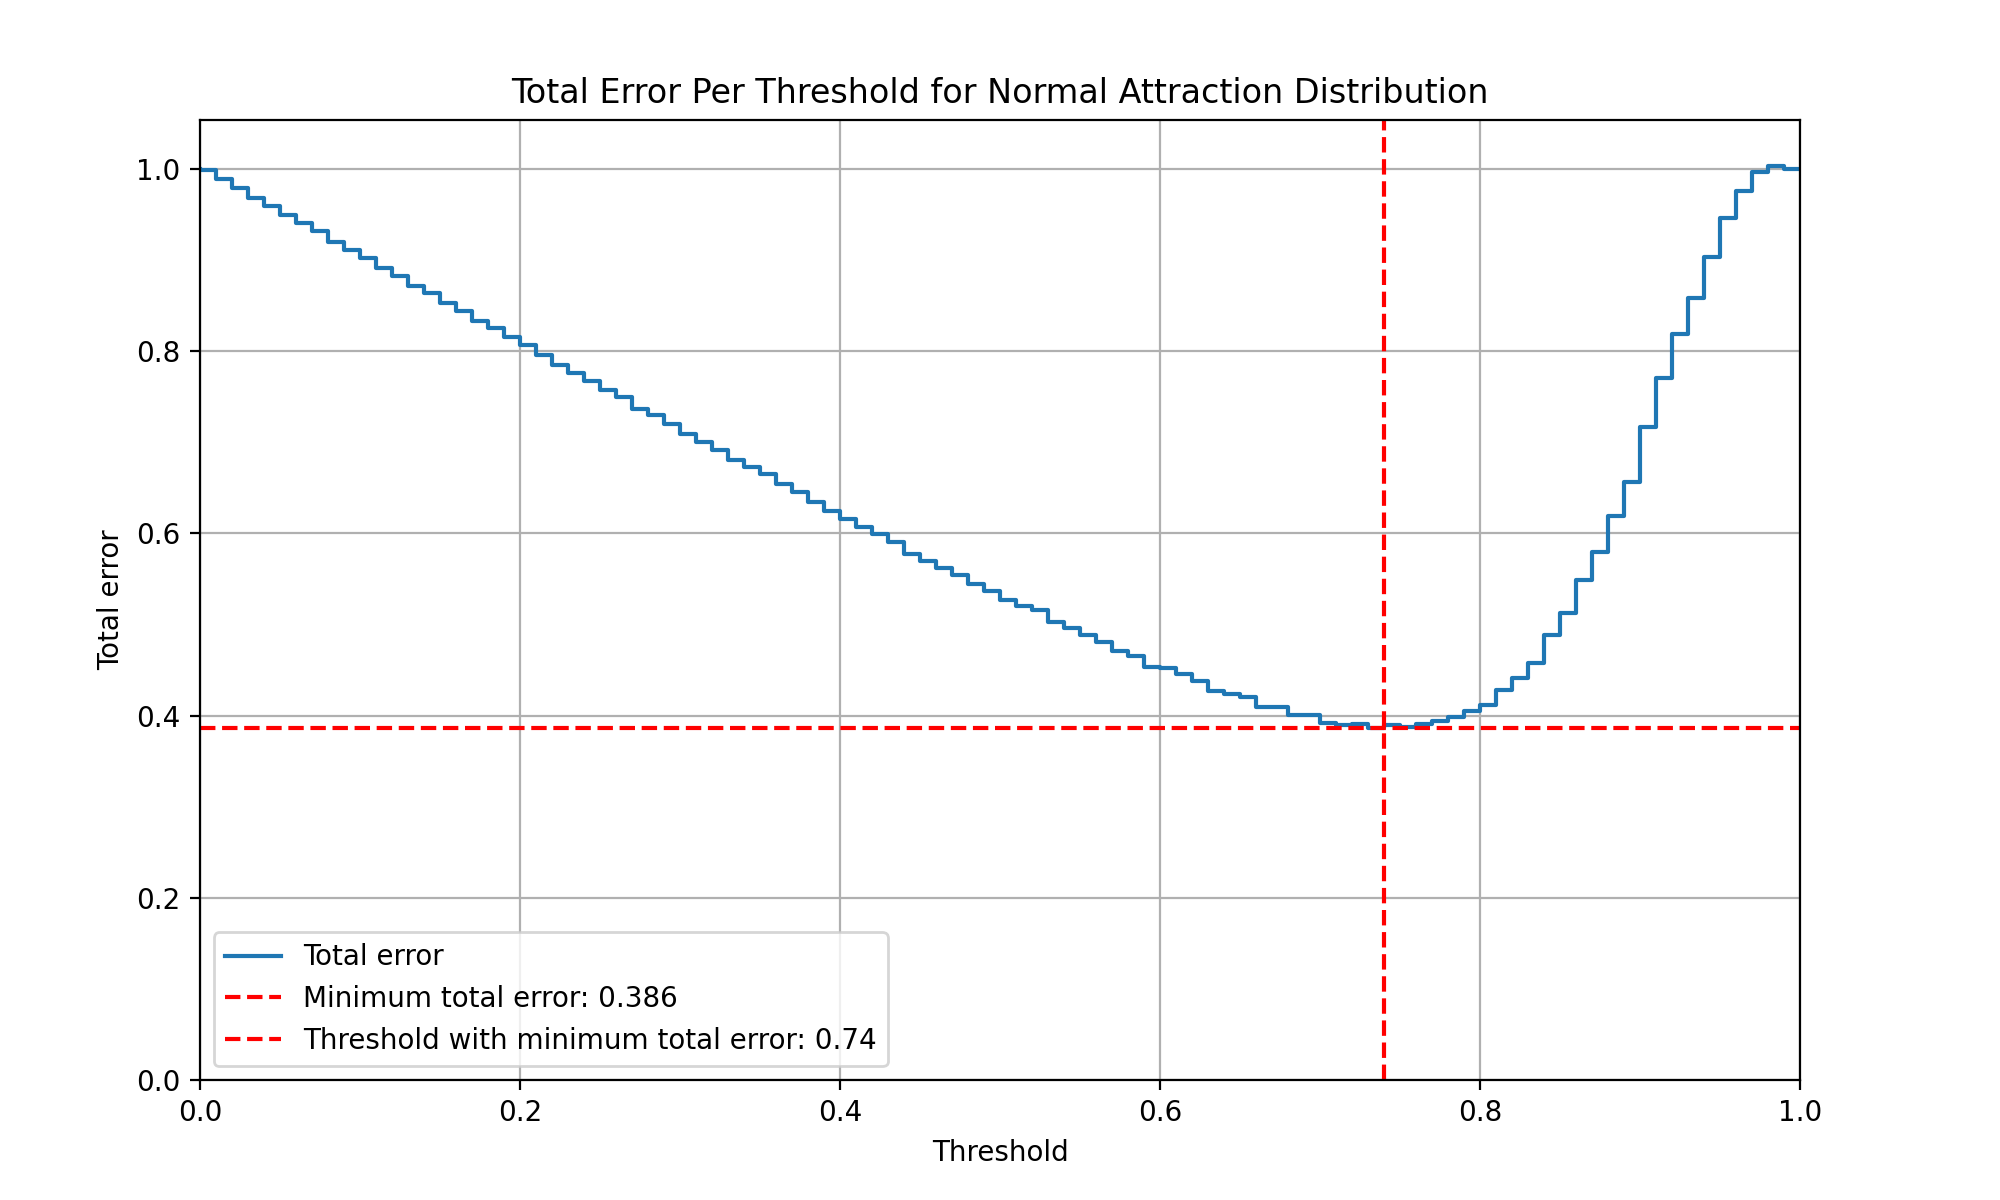 Total Error Per Threshold for Normal Attraction Distribution
Total error
1.0
0.8
0.6
0.4
0.2
0.0
Total error
Minimum total error: 0.386
Threshold with minimum total error: 0.74
0.0 0.2 0.4 0.6 0.8 1.0
Threshold